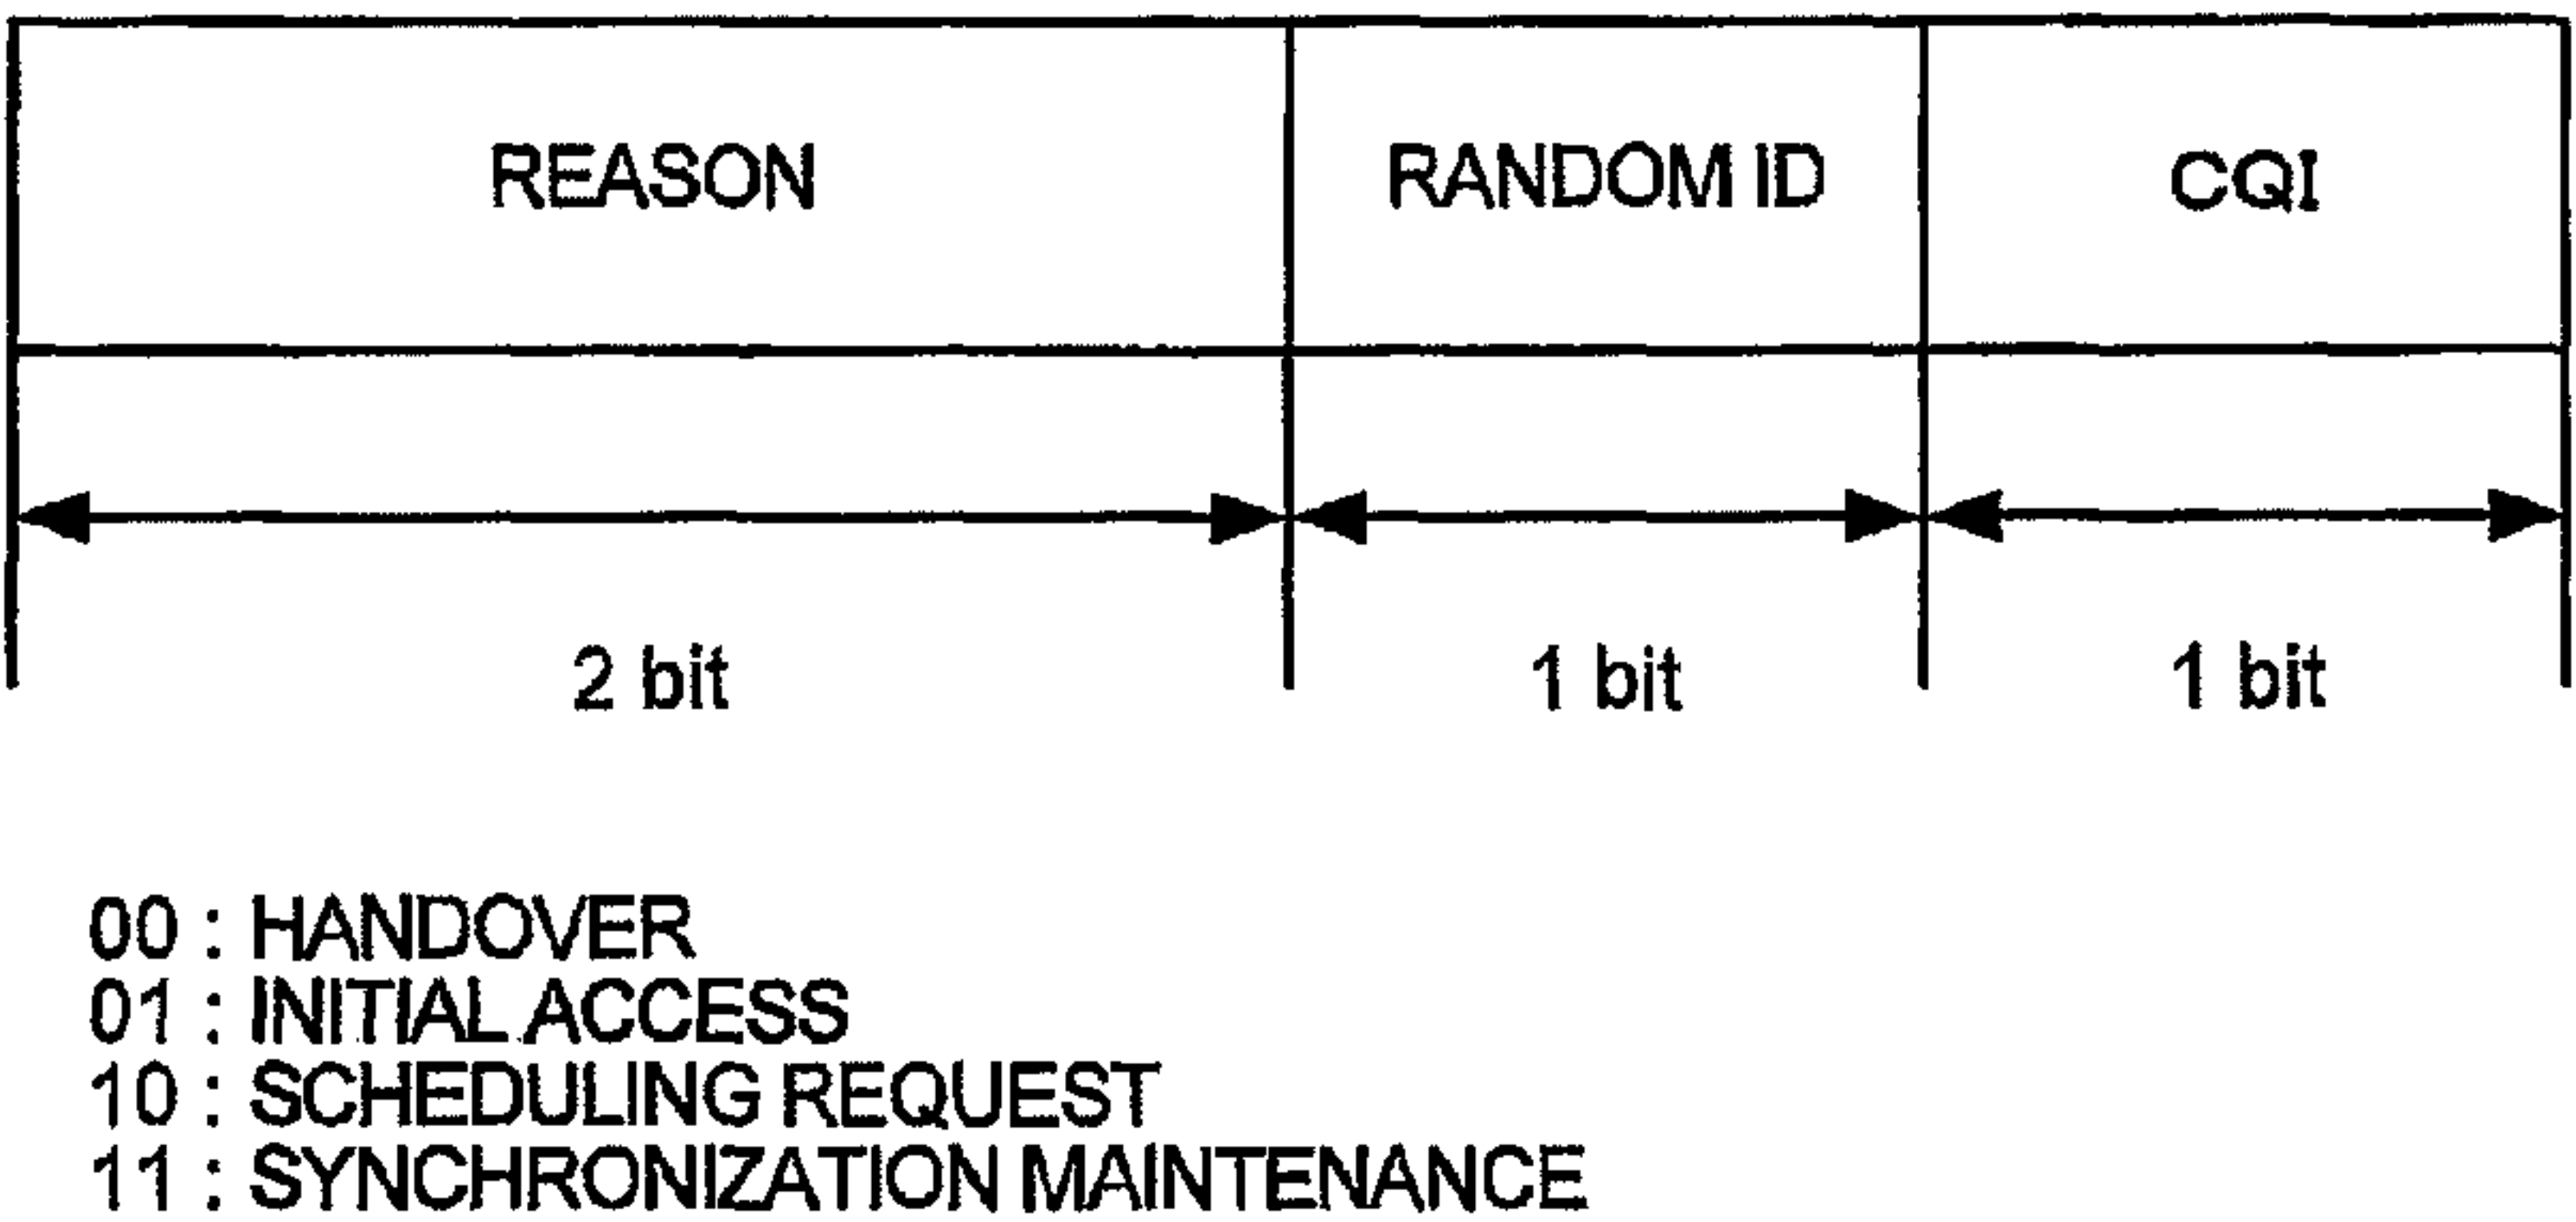 REASON RANDOM ID CQI
2 bit 1 bit 1 bit
00 : HANDOVER
01 : INITIAL ACCESS
10 : SCHEDULING REQUEST
11 : SYNCHRONIZATION MAINTENANCE